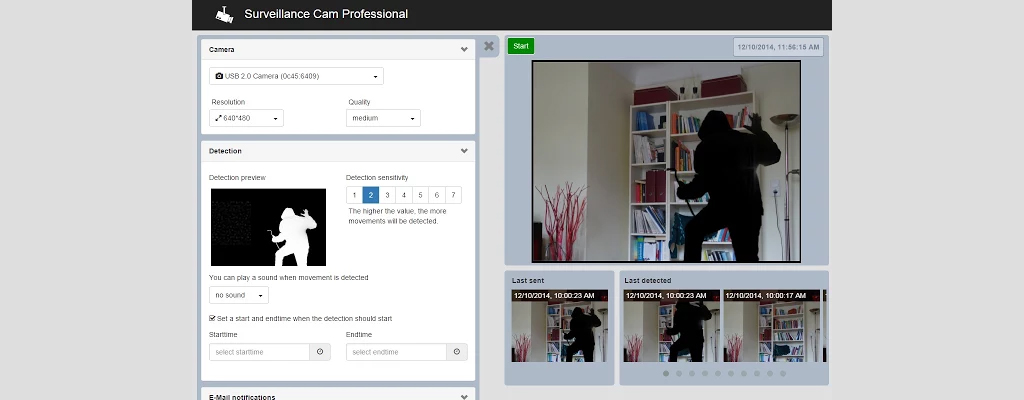 Surveillance Cam Professional
Camera
USB 2.0 Camera (0c45:6409)
Resolution
Quality
640*480
medium
Detection
Detection preview
Detection sensitivity
1 2 3 4 5 6 7
The higher the value, the more
movements will be detected.
You can play a sound when movement is detected
no sound
Set a start and endtime when the detection should start
Starttime
Endtime
select starttime
select endtime
E-Mail notifications
Start
12/10/2014, 11:56:15 AM
Last sent
12/10/2014, 10:00:23 AM
Last detected
12/10/2014, 10:00:23 AM
12/10/2014, 10:00:17 AM